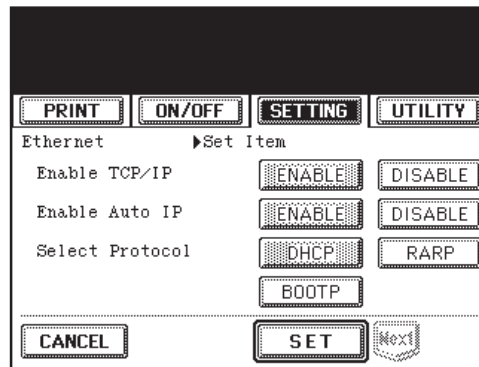 PRINT ON/OFF SETTING UTILITY
Ethernet ▶Set Item
Enable TCP/IP ENABLE DISABLE
Enable Auto IP ENABLE DISABLE
Select Protocol DHCP RARP
BOOTP
CANCEL SET Next